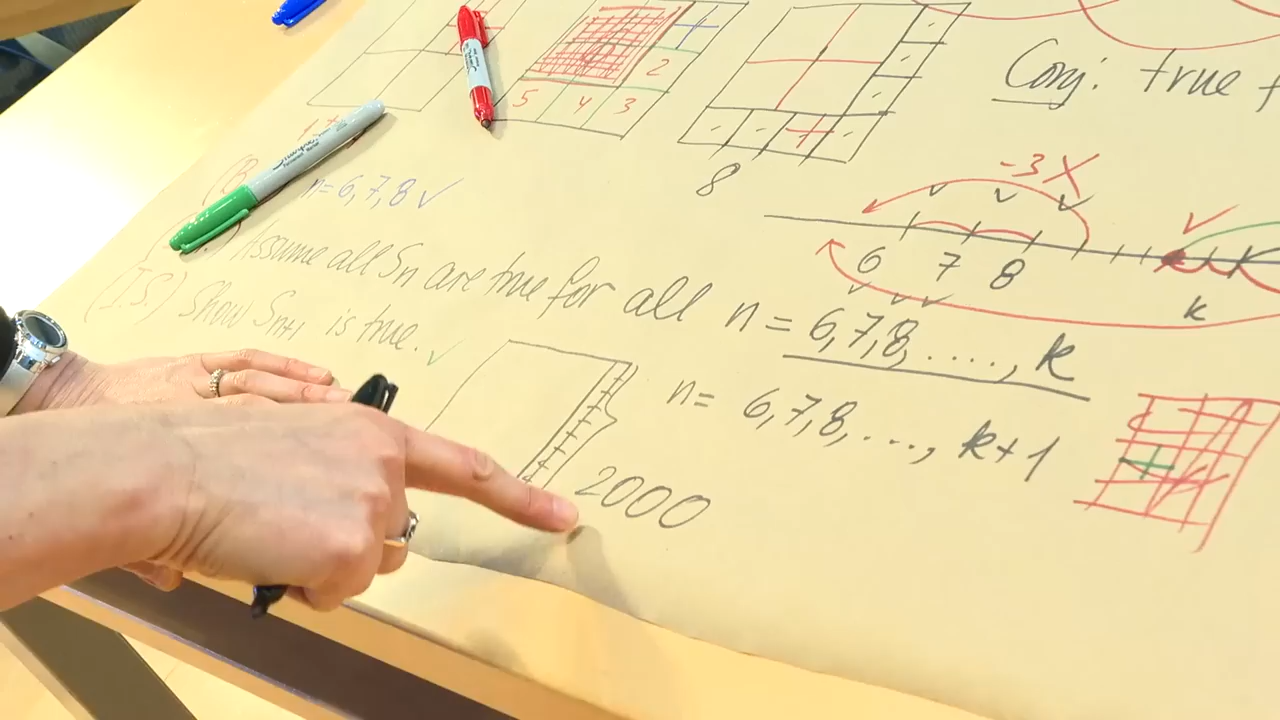 2
5 4 3
8
Conj: true
-3 X
(B
n=6,7,8 ✓
6 7 8
k
Assume all Sn are true for all n = 6,7,8,....,k
(I.S.) Show Sn+1 is true. ✓
n= 6,7,8,...,k+1
2000
Sharpie